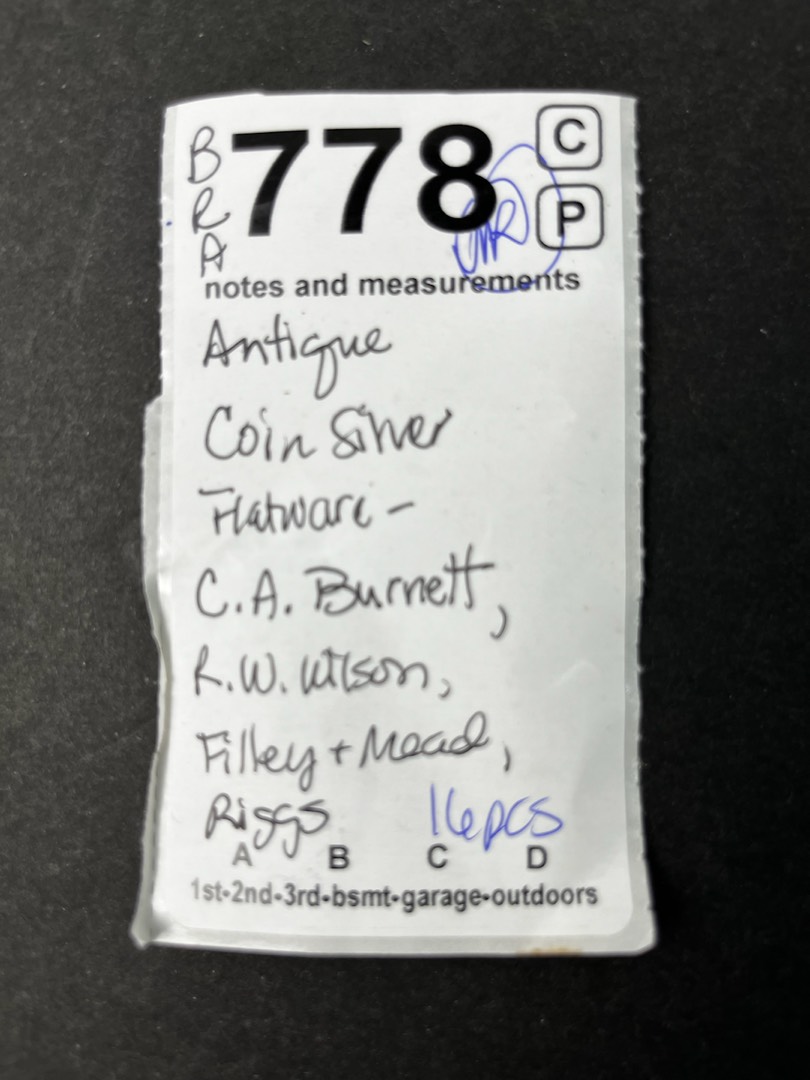 BRA
778
C
P
notes and measurements
Antique
Coin Silver
Flatware -
C.A. Burnett,
R.W. Wilson,
Filley + Mead,
Riggs 16 pcs
A B C D
1st-2nd-3rd-bsmt-garage-outdoors